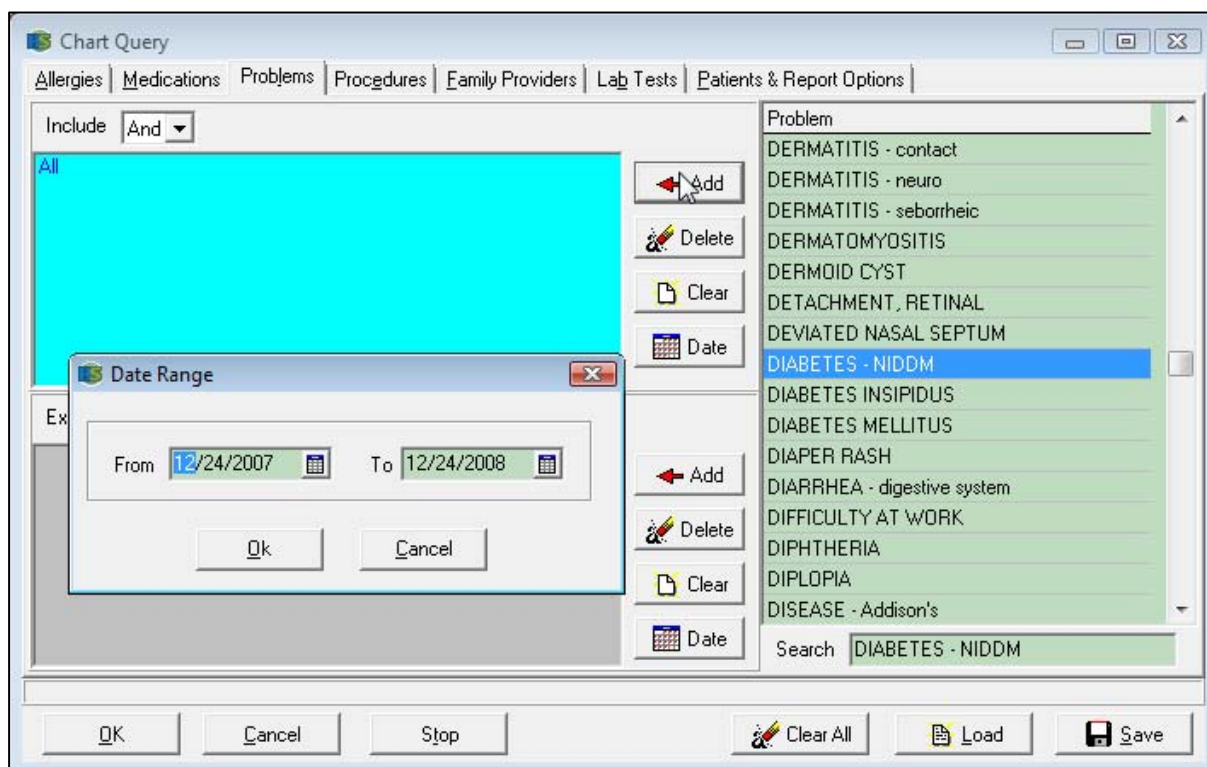 Chart Query
Allergies Medications Problems Procedures Family Providers Lab Tests Patients & Report Options
Include And
All
Add
Delete
Clear
Date
Problem
DERMATITIS - contact
DERMATITIS - neuro
DERMATITIS - seborrheic
DERMATOMYOSITIS
DERMOID CYST
DETACHMENT, RETINAL
DEVIATED NASAL SEPTUM
DIABETES - NIDDM
DIABETES INSIPIDUS
DIABETES MELLITUS
DIAPER RASH
DIARRHEA - digestive system
DIFFICULTY AT WORK
DIPHTHERIA
DIPLOPIA
DISEASE - Addison's
Search DIABETES - NIDDM
Date Range
From 12/24/2007 To 12/24/2008
Ok Cancel
Ex
Add
Delete
Clear
Date
OK Cancel Stop Clear All Load Save